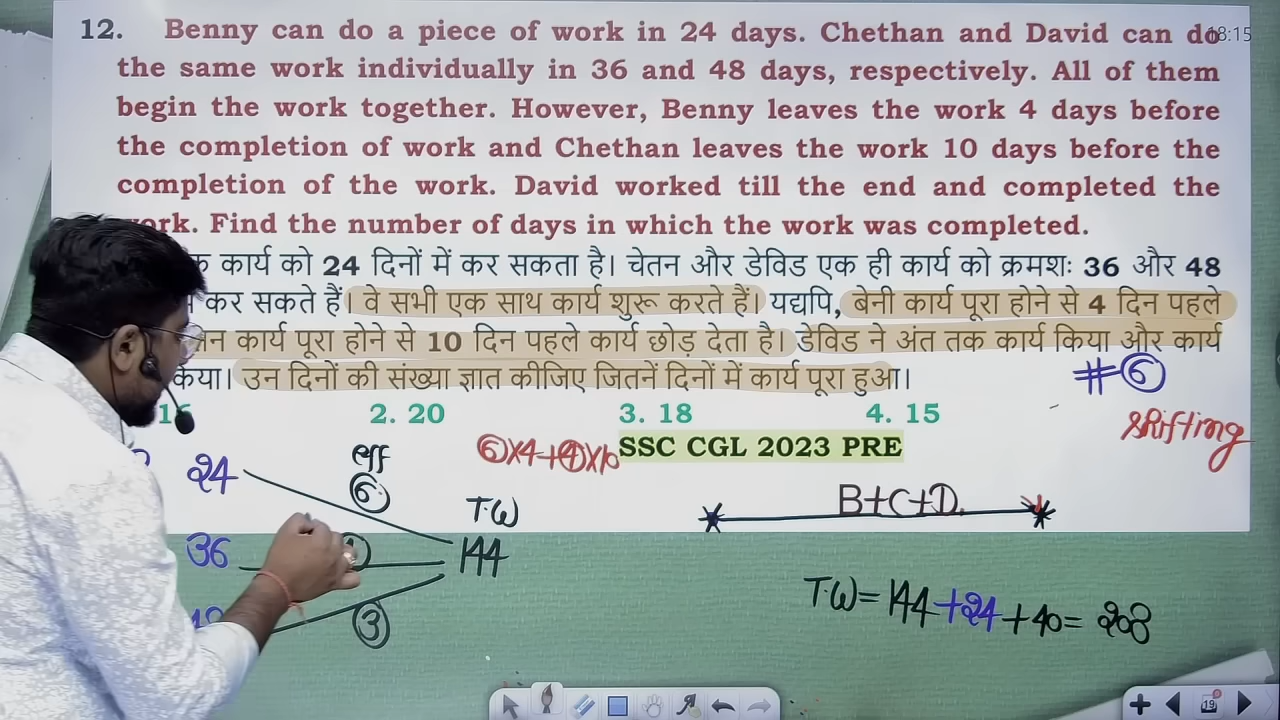 18:15
12. Benny can do a piece of work in 24 days. Chethan and David can do
the same work individually in 36 and 48 days, respectively. All of them
begin the work together. However, Benny leaves the work 4 days before
the completion of work and Chethan leaves the work 10 days before the
completion of the work. David worked till the end and completed the
work. Find the number of days in which the work was completed.
कार्य को 24 दिनों में कर सकता है। चेतन और डेविड एक ही कार्य को क्रमशः 36 और 48
कर सकते हैं। वे सभी एक साथ कार्य शुरू करते हैं। यद्यपि, बेनी कार्य पूरा होने से 4 दिन पहले
कार्य पूरा होने से 10 दिन पहले कार्य छोड़ देता है। डेविड ने अंत तक कार्य किया और कार्य
किया। उन दिनों की संख्या ज्ञात कीजिए जितनें दिनों में कार्य पूरा हुआ।
#6
16 2. 20 3. 18 4. 15
Shifting
6x4+4x10 SSC CGL 2023 PRE
eff
24 6
T.W
B+C+D.
36 144
3
T.W= 144+24+40= 208
19